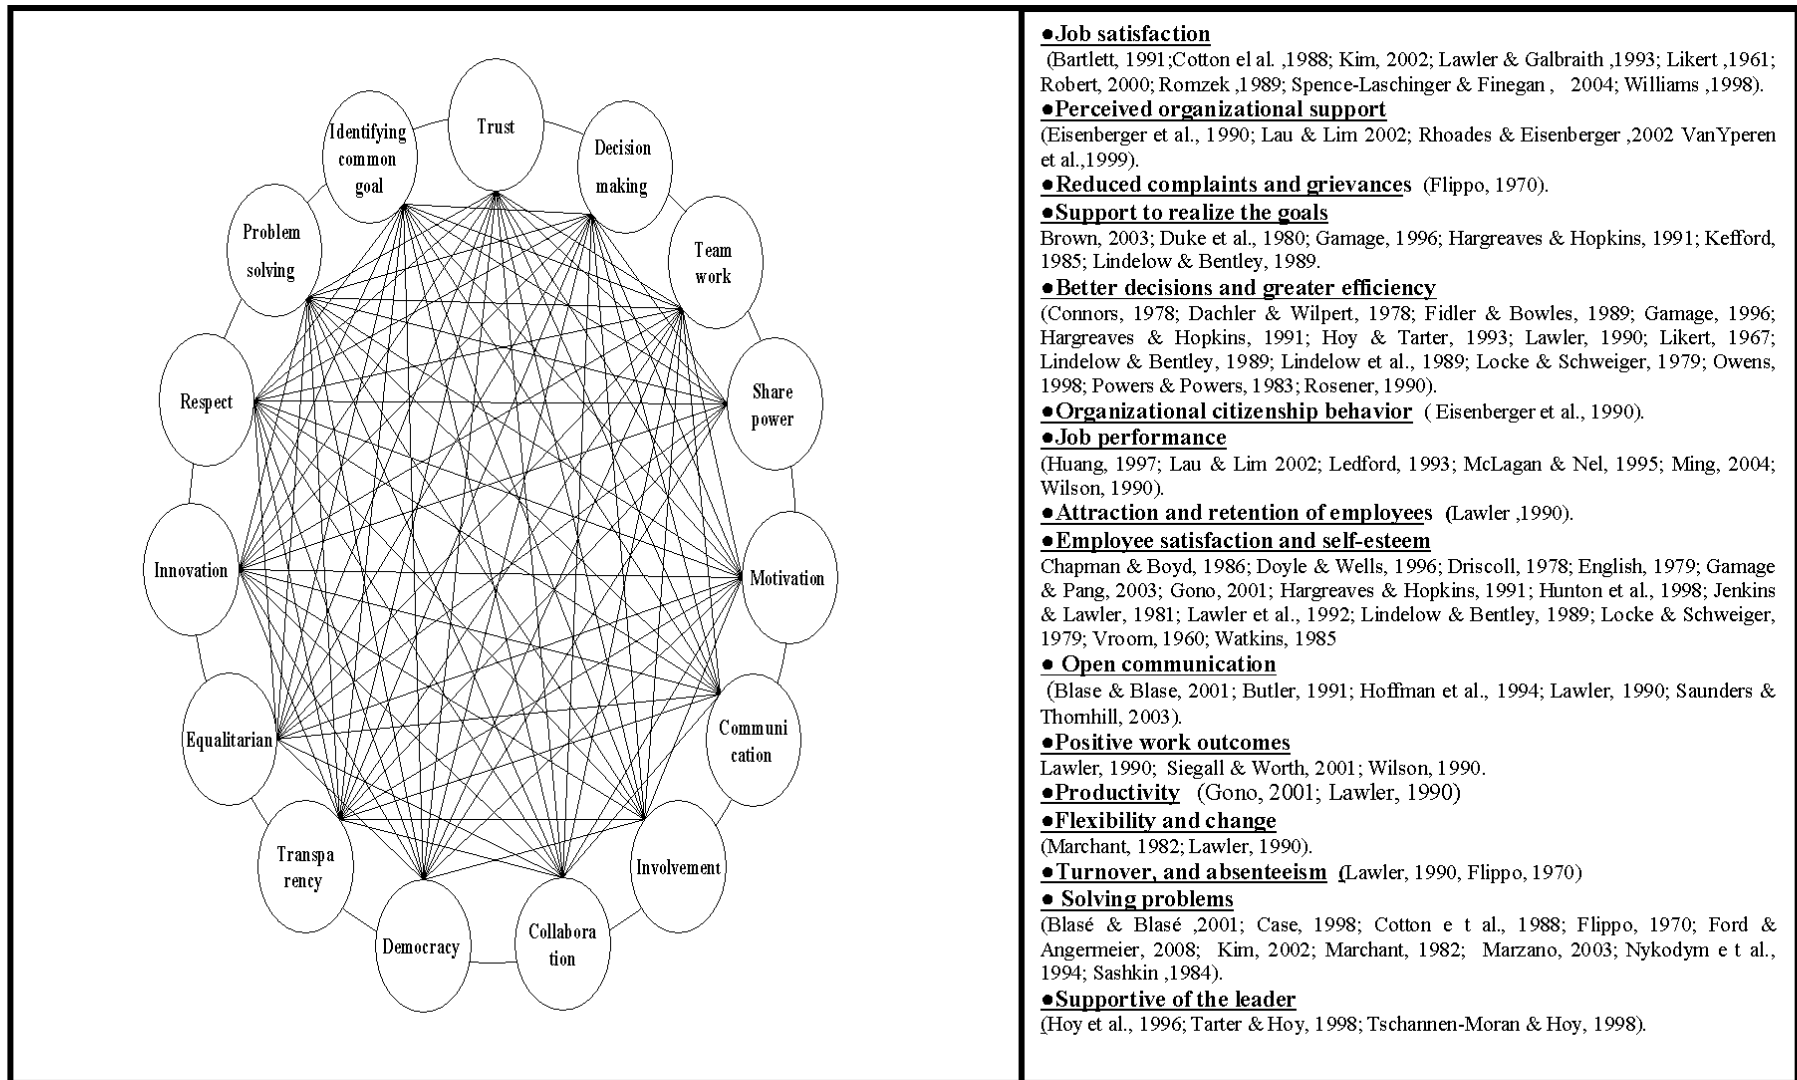 Trust
Identifying
common
goal
Decision
making
Problem
solving
Team
work
Respect
Share
power
Innovation
Motivation
Equalitarian
Communi
cation
Transpa
rency
Involvement
Democracy
Collabora
tion
●Job satisfaction
(Bartlett, 1991;Cotton el al. ,1988; Kim, 2002; Lawler & Galbraith ,1993; Likert ,1961;
Robert, 2000; Romzek ,1989; Spence-Laschinger & Finegan , 2004; Williams ,1998).
●Perceived organizational support
(Eisenberger et al., 1990; Lau & Lim 2002; Rhoades & Eisenberger ,2002 VanYperen
et al.,1999).
●Reduced complaints and grievances (Flippo, 1970).
●Support to realize the goals
Brown, 2003; Duke et al., 1980; Gamage, 1996; Hargreaves & Hopkins, 1991; Kefford,
1985; Lindelow & Bentley, 1989.
●Better decisions and greater efficiency
(Connors, 1978; Dachler & Wilpert, 1978; Fidler & Bowles, 1989; Gamage, 1996;
Hargreaves & Hopkins, 1991; Hoy & Tarter, 1993; Lawler, 1990; Likert, 1967;
Lindelow & Bentley, 1989; Lindelow et al., 1989; Locke & Schweiger, 1979; Owens,
1998; Powers & Powers, 1983; Rosener, 1990).
●Organizational citizenship behavior ( Eisenberger et al., 1990).
●Job performance
(Huang, 1997; Lau & Lim 2002; Ledford, 1993; McLagan & Nel, 1995; Ming, 2004;
Wilson, 1990).
●Attraction and retention of employees (Lawler ,1990).
●Employee satisfaction and self-esteem
Chapman & Boyd, 1986; Doyle & Wells, 1996; Driscoll, 1978; English, 1979; Gamage
& Pang, 2003; Gono, 2001; Hargreaves & Hopkins, 1991; Hunton et al., 1998; Jenkins
& Lawler, 1981; Lawler et al., 1992; Lindelow & Bentley, 1989; Locke & Schweiger,
1979; Vroom, 1960; Watkins, 1985
● Open communication
(Blase & Blase, 2001; Butler, 1991; Hoffman et al., 1994; Lawler, 1990; Saunders &
Thornhill, 2003).
●Positive work outcomes
Lawler, 1990; Siegall & Worth, 2001; Wilson, 1990.
●Productivity (Gono, 2001; Lawler, 1990)
●Flexibility and change
(Marchant, 1982; Lawler, 1990).
●Turnover, and absenteeism (Lawler, 1990, Flippo, 1970)
● Solving problems
(Blasé & Blasé ,2001; Case, 1998; Cotton e t al., 1988; Flippo, 1970; Ford &
Angermeier, 2008; Kim, 2002; Marchant, 1982; Marzano, 2003; Nykodym e t al.,
1994; Sashkin ,1984).
●Supportive of the leader
(Hoy et al., 1996; Tarter & Hoy, 1998; Tschannen-Moran & Hoy, 1998).